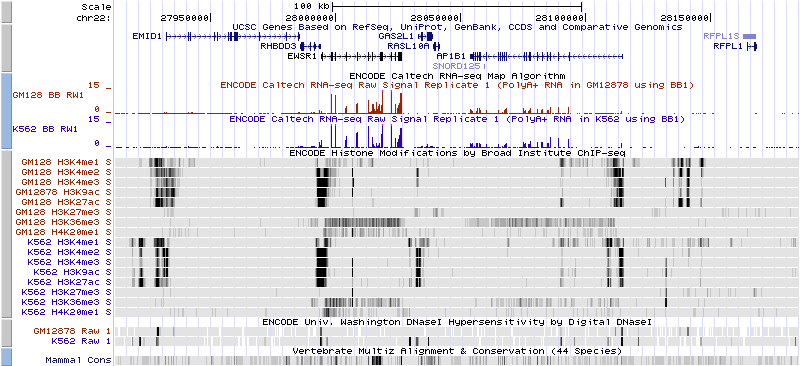 Scale 100 kb
chr22: 27950000 28000000 28050000 28100000 28150000
UCSC Genes Based on RefSeq, UniProt, GenBank, CCDS and Comparative Genomics
EMID1 GAS2L1 RFPL1S
RHBDD3 RASL10A RFPL1
EWSR1 AP1B1
SNORD125
ENCODE Caltech RNA-seq Map Algorithm
ENCODE Caltech RNA-seq Raw Signal Replicate 1 (PolyA+ RNA in GM12878 using BB1)
15
GM128 BB RW1
0
ENCODE Caltech RNA-seq Raw Signal Replicate 1 (PolyA+ RNA in K562 using BB1)
15
K562 BB RW1
0
ENCODE Histone Modifications by Broad Institute ChIP-seq
GM128 H3K4me1 S
GM128 H3K4me2 S
GM128 H3K4me3 S
GM12878 H3K9ac S
GM128 H3K27ac S
GM128 H3K27me3 S
GM128 H3K36me3 S
GM128 H4K20me1 S
K562 H3K4me1 S
K562 H3K4me2 S
K562 H3K4me3 S
K562 H3K9ac S
K562 H3K27ac S
K562 H3K27me3 S
K562 H3K36me3 S
K562 H4K20me1 S
ENCODE Univ. Washington DNaseI Hypersensitivity by Digital DNaseI
GM12878 Raw 1
K562 Raw 1
Vertebrate Multiz Alignment & Conservation (44 Species)
Mammal Cons